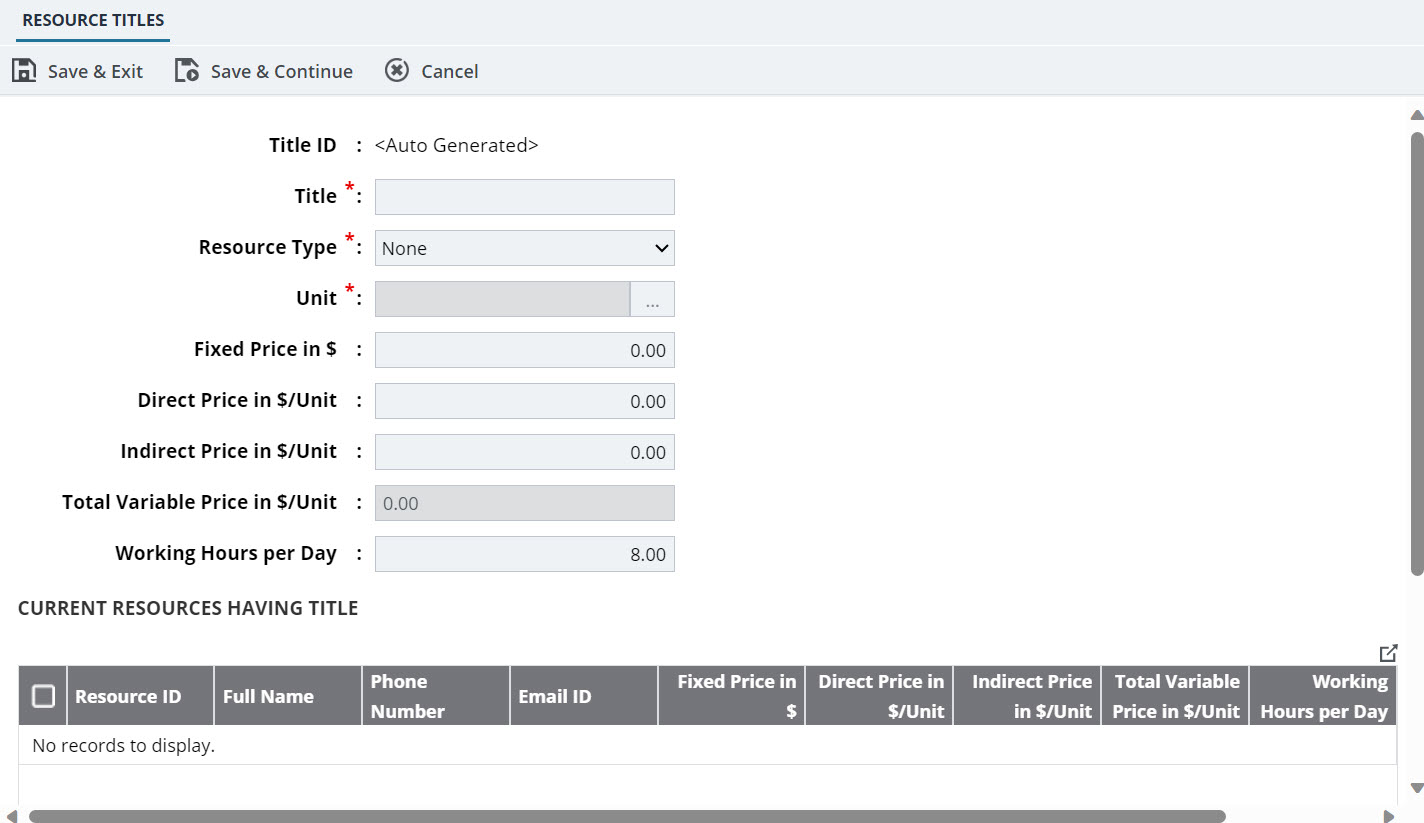 RESOURCE TITLES
Save & Exit Save & Continue Cancel
Title ID : <Auto Generated>
Title *:
Resource Type *: None
Unit *: ...
Fixed Price in $ : 0.00
Direct Price in $/Unit : 0.00
Indirect Price in $/Unit : 0.00
Total Variable Price in $/Unit : 0.00
Working Hours per Day : 8.00
CURRENT RESOURCES HAVING TITLE
Resource ID
Full Name
Phone
Number
Email ID
Fixed Price in
$
Direct Price in
$/Unit
Indirect Price
in $/Unit
Total Variable
Price in $/Unit
Working
Hours per Day
No records to display.